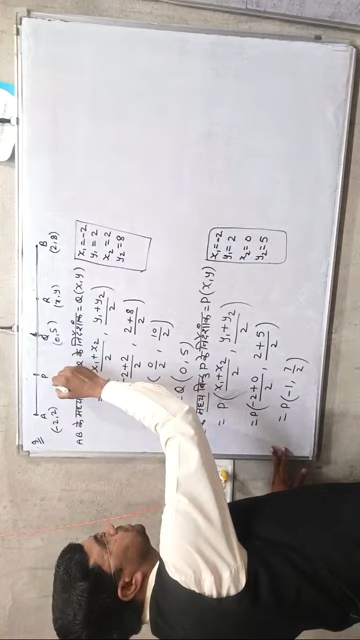 A P Q R B
(-2,2) (0,5) (x,y) (2,8)
AB के मध्य Q के = Q(x,y)
x₁+x₂/2 , y₁+y₂/2)
-2+2/2 , 2+8/2)
(0/2 , 10/2)
Q(0,5)
x₁=-2
y₁=2
x₂=2
y₂=8
मध्य बिन्दु P के = P(x,y)
= P(x₁+x₂/2 , y₁+y₂/2)
= P(-2+0/2 , 2+5/2)
= P(-1, 7/2)
x₁=-2
y₁=2
x₂=0
y₂=5